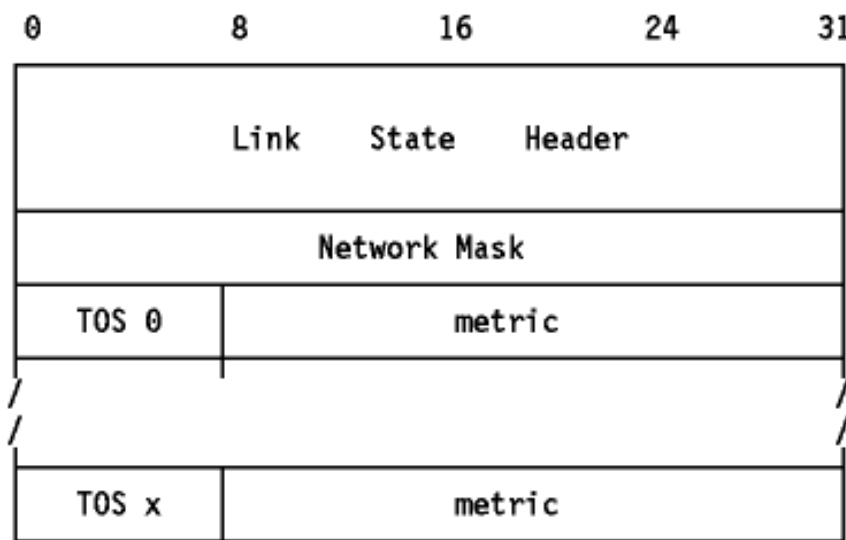 0 8 16 24 31
Link State Header
Network Mask
TOS 0 metric
TOS x metric